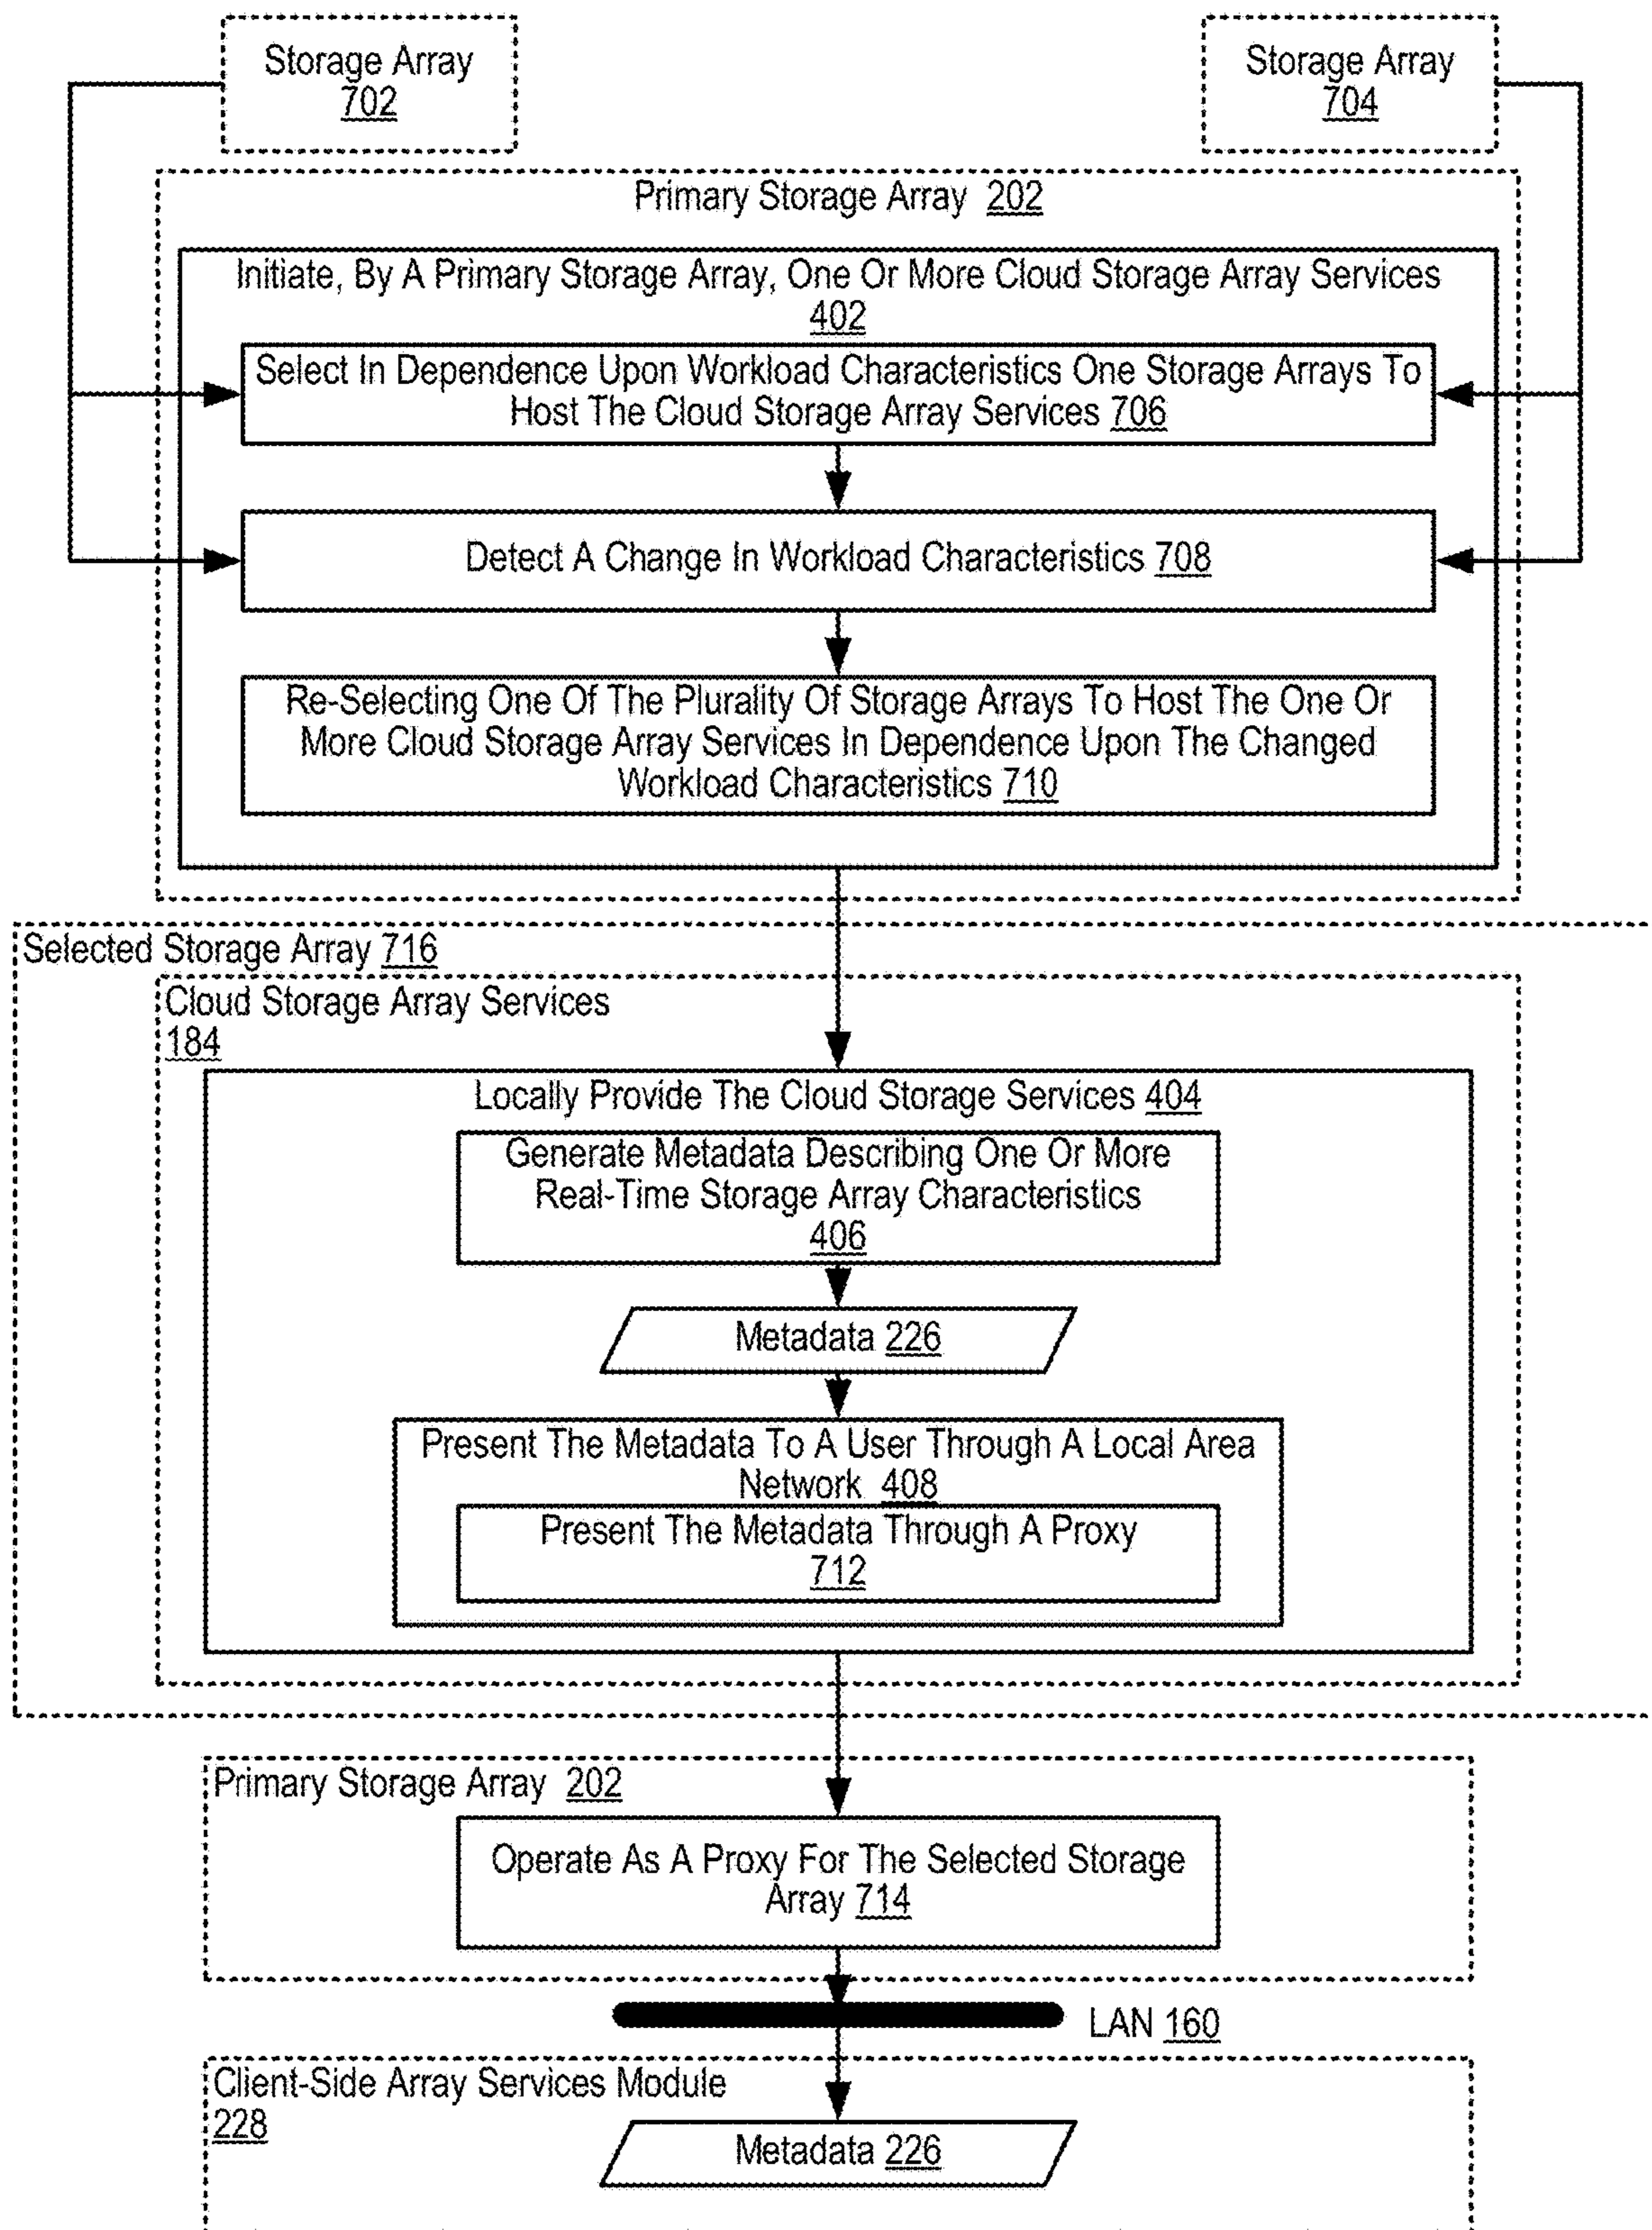 Storage Array
702
Storage Array
704
Primary Storage Array 202
Initiate, By A Primary Storage Array, One Or More Cloud Storage Array Services
402
Select In Dependence Upon Workload Characteristics One Storage Arrays To
Host The Cloud Storage Array Services 706
Detect A Change In Workload Characteristics 708
Re-Selecting One Of The Plurality Of Storage Arrays To Host The One Or
More Cloud Storage Array Services In Dependence Upon The Changed
Workload Characteristics 710
Selected Storage Array 716
Cloud Storage Array Services
184
Locally Provide The Cloud Storage Services 404
Generate Metadata Describing One Or More
Real-Time Storage Array Characteristics
406
Metadata 226
Present The Metadata To A User Through A Local Area
Network 408
Present The Metadata Through A Proxy
712
Primary Storage Array 202
Operate As A Proxy For The Selected Storage
Array 714
LAN 160
Client-Side Array Services Module
228
Metadata 226